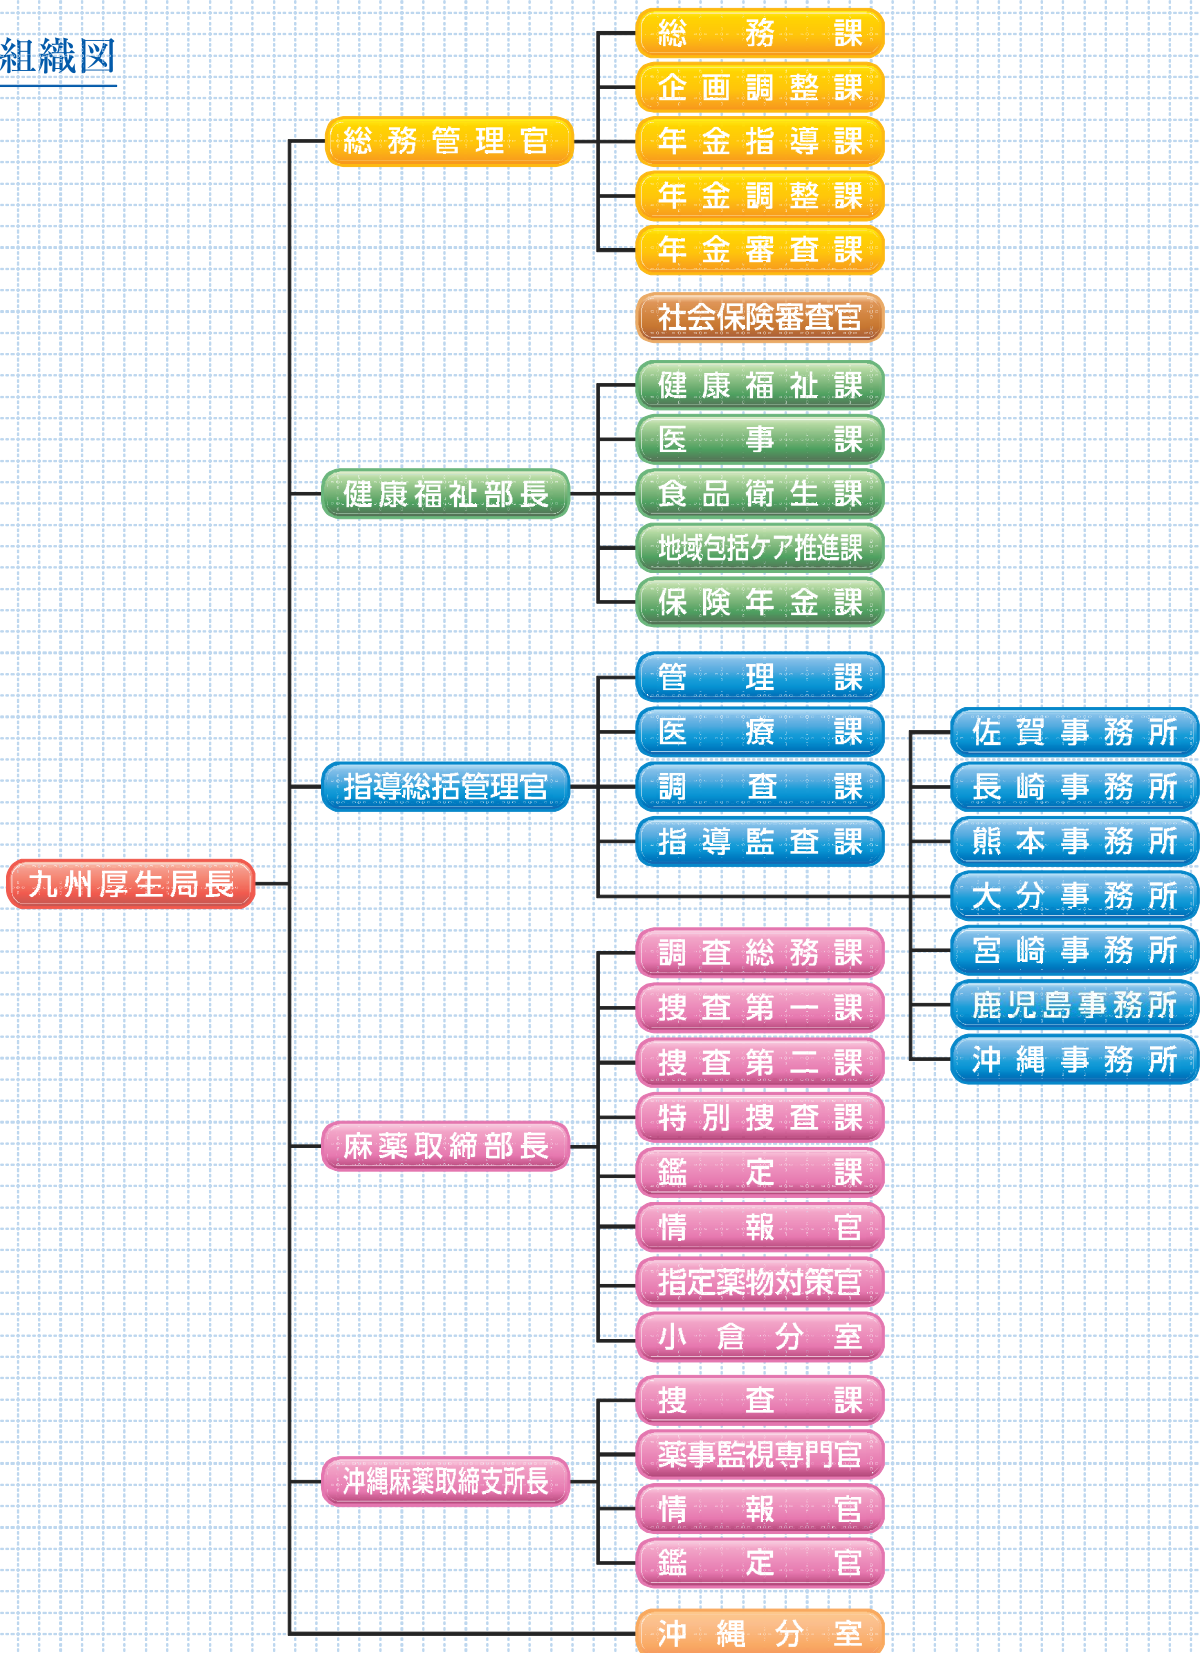 組織図
総務課
企画調整課
総務管理官
年金指導課
年金調整課
年金審査課
社会保険審査官
健康福祉課
医事課
健康福祉部長
食品衛生課
地域包括ケア推進課
保険年金課
管理課
医療課
指導総括管理官
調査課
指導監査課
佐賀事務所
長崎事務所
熊本事務所
大分事務所
宮崎事務所
鹿児島事務所
沖縄事務所
九州厚生局長
調査総務課
捜査第一課
捜査第二課
特別捜査課
麻薬取締部長
鑑定課
情報官
指定薬物対策官
小倉分室
捜査課
薬事監視専門官
沖縄麻薬取締支所長
情報官
鑑定官
沖縄分室